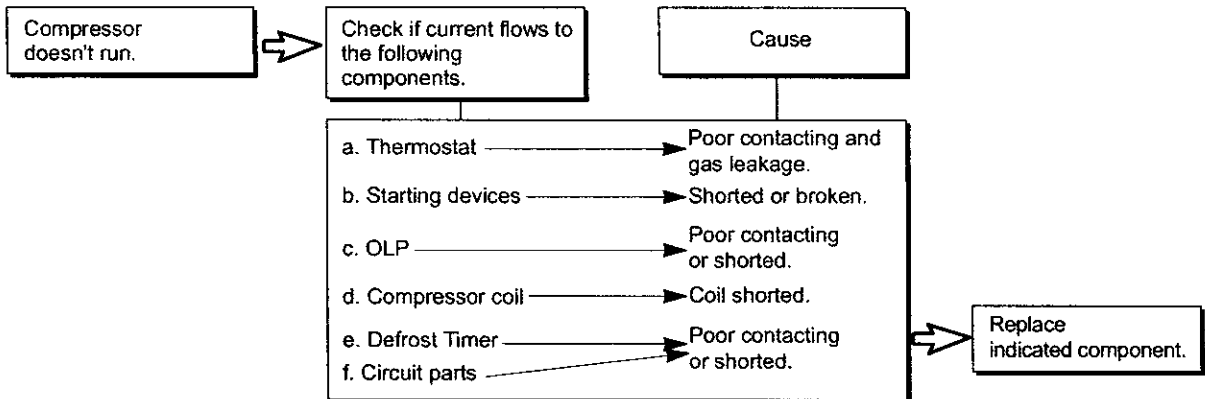 Compressor
doesn't run.
Check if current flows to
the following
components.
Cause
a. Thermostat
Poor contacting and
gas leakage.
b. Starting devices
Shorted or broken.
c. OLP
Poor contacting
or shorted.
d. Compressor coil
Coil shorted.
e. Defrost Timer
Poor contacting
or shorted.
f. Circuit parts
Replace
indicated component.